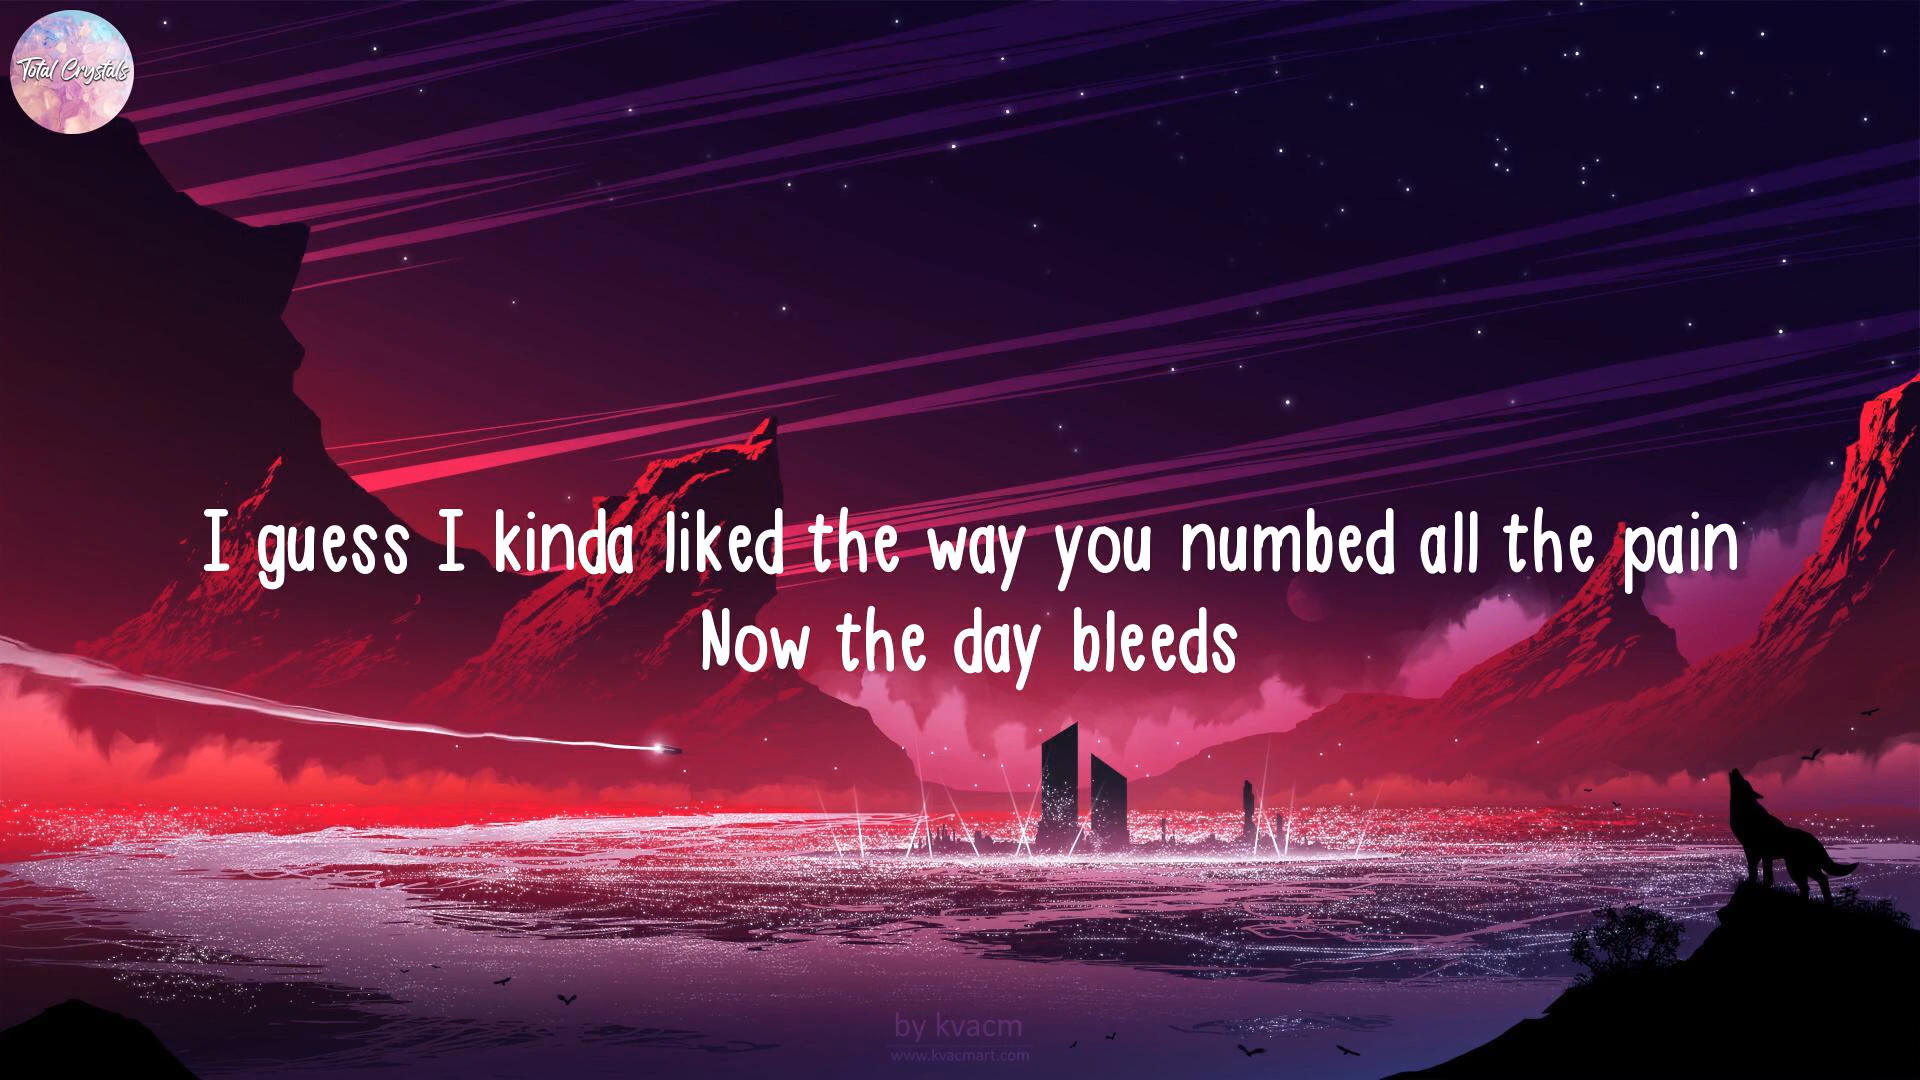 Total Crystals
I guess I kinda liked the way you numbed all the pain
Now the day bleeds
by kvacm
www.kvacmart.com